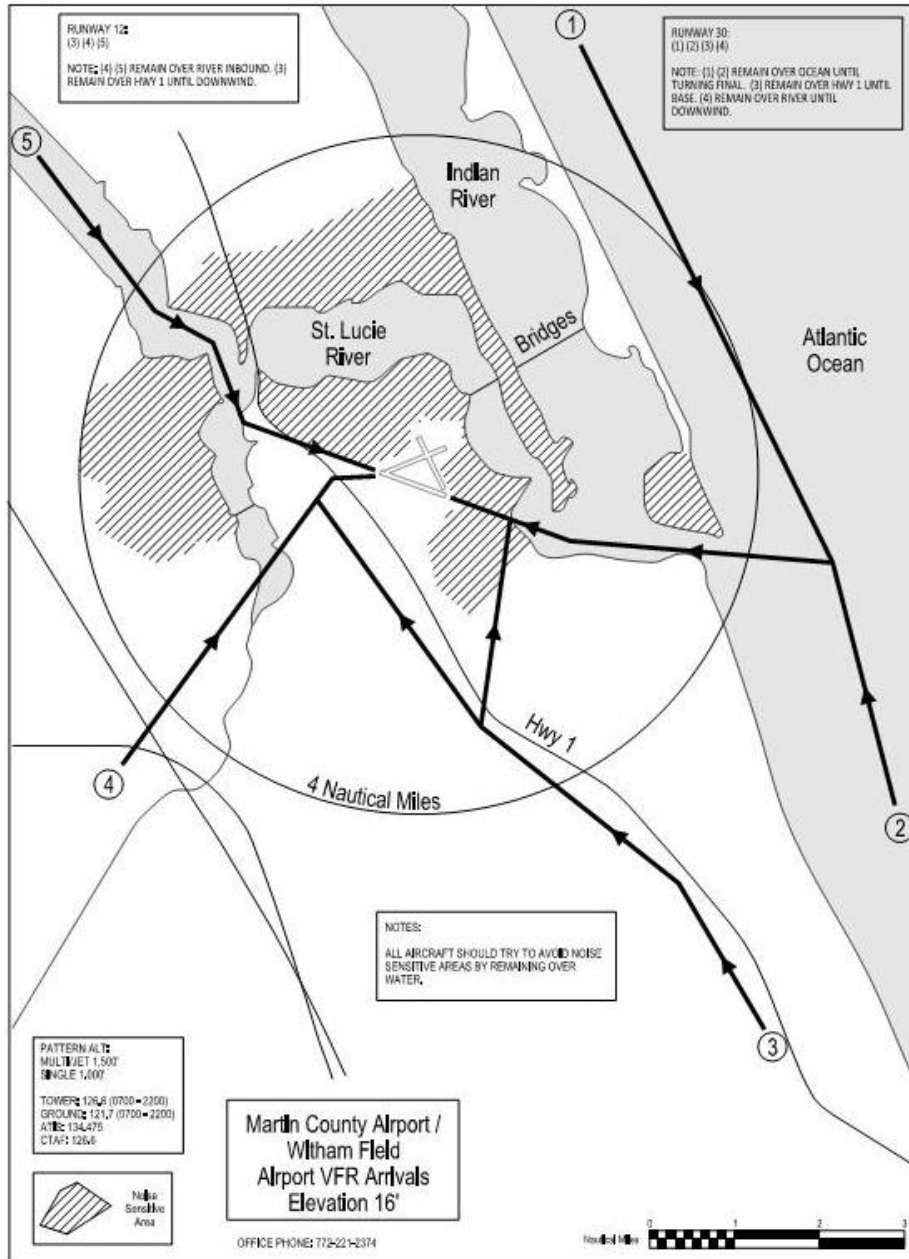 RUNWAY 12:
(3) (4) (5)
NOTE: (4) (5) REMAIN OVER RIVER INBOUND. (3)
REMAIN OVER HWY 1 UNTIL DOWNWIND.
1
RUNWAY 30:
(1) (2) (3) (4)
NOTE: (1) (2) REMAIN OVER OCEAN UNTIL
TURNING FINAL. (3) REMAIN OVER HWY 1 UNTIL
BASE. (4) REMAIN OVER RIVER UNTIL
DOWNWIND.
5
Indian
River
St. Lucie
River
Bridges
Atlantic
Ocean
Hwy 1
4
4 Nautical Miles
2
NOTES:
ALL AIRCRAFT SHOULD TRY TO AVOID NOISE
SENSITIVE AREAS BY REMAINING OVER
WATER.
3
PATTERN ALT:
MULTI/JET 1,500'
SINGLE 1,000'
TOWER: 126.6 (0700 - 2200)
GROUND: 121.7 (0700 - 2200)
ATIS: 134.475
CTAF: 126.6
Martin County Airport /
Witham Field
Airport VFR Arrivals
Elevation 16'
Noise
Sensitive
Area
OFFICE PHONE: 772-221-2374
Nautical Miles
0 1 2 3